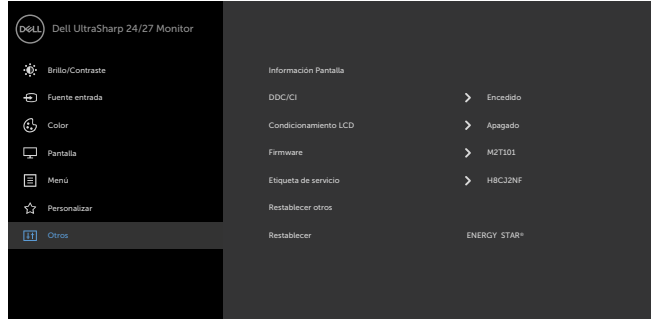 DELL Dell UltraSharp 24/27 Monitor
Brillo/Contraste Información Pantalla
Fuente entrada DDC/CI Encedido
Color Condicionamiento LCD Apagado
Pantalla Firmware M2T101
Menú Etiqueta de servicio H8CJ2NF
Personalizar Restablecer otros
Otros Restablecer ENERGY STAR®